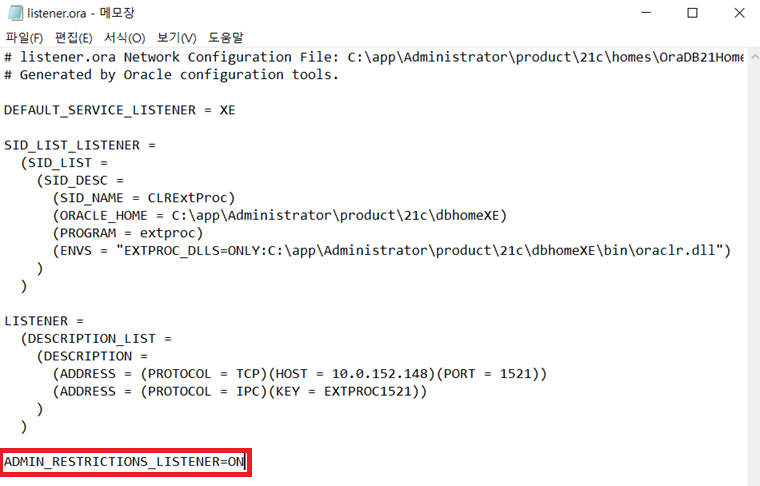 listener.ora - 메모장
파일(F) 편집(E) 서식(O) 보기(V) 도움말
# listener.ora Network Configuration File: C:\app\Administrator\product\21c\homes\OraDB21Home
# Generated by Oracle configuration tools.
DEFAULT_SERVICE_LISTENER = XE
SID_LIST_LISTENER =
  (SID_LIST =
    (SID_DESC =
      (SID_NAME = CLRExtProc)
      (ORACLE_HOME = C:\app\Administrator\product\21c\dbhomeXE)
      (PROGRAM = extproc)
      (ENVS = "EXTPROC_DLLS=ONLY:C:\app\Administrator\product\21c\dbhomeXE\bin\oraclr.dll")
    )
  )
LISTENER =
  (DESCRIPTION_LIST =
    (DESCRIPTION =
      (ADDRESS = (PROTOCOL = TCP)(HOST = 10.0.152.148)(PORT = 1521))
      (ADDRESS = (PROTOCOL = IPC)(KEY = EXTPROC1521))
    )
  )
ADMIN_RESTRICTIONS_LISTENER=ON